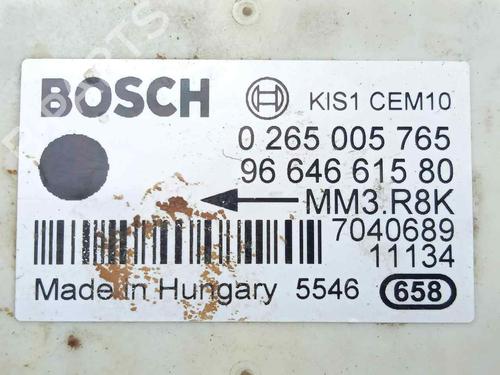 BOSCH KIS1 CEM10
0 265 005 765
96 646 615 80
MM3.R8K
7040689
11134
Made in Hungary 5546 658